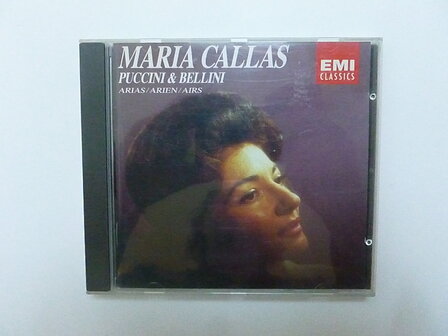 MARIA CALLAS
PUCCINI & BELLINI
ARIAS/ARIEN/AIRS
EMI
CLASSICS